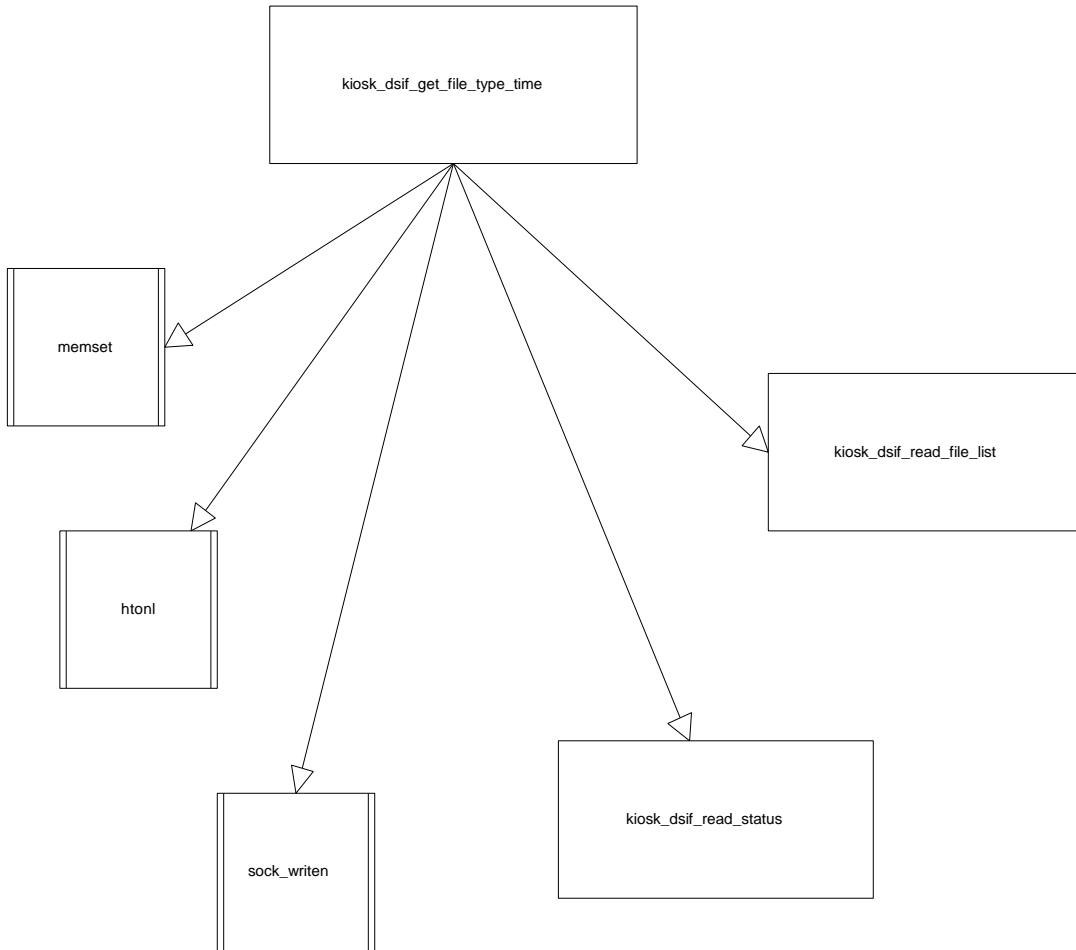 kiosk_dsif_get_file_type_time
memset
kiosk_dsif_read_file_list
htonl
kiosk_dsif_read_status
sock_writen